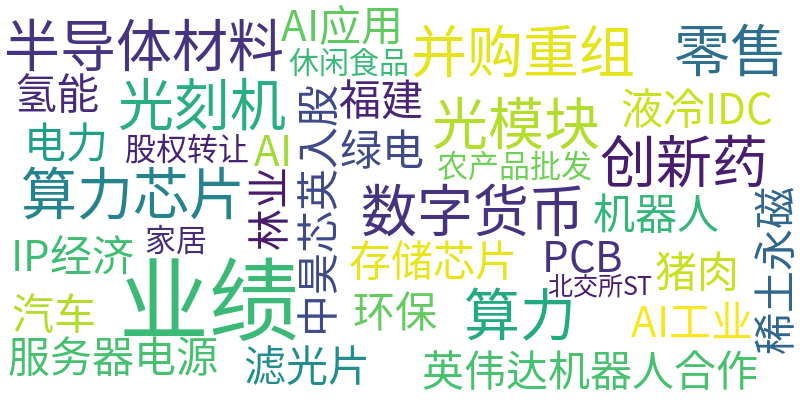 半导体材料
AI应用
休闲食品
并购重组
零售
氢能
光刻机
入股
福建
光模块
液冷IDC
电力
股权转让
AI
绿电
农产品批发
创新药
算力芯片
林业
中昊芯英
数字货币
机器人
稀土永磁
IP经济
家居
存储芯片
PCB
猪肉
北交所ST
汽车
业绩
环保
算力
AI工业
服务器电源
滤光片
英伟达机器人合作